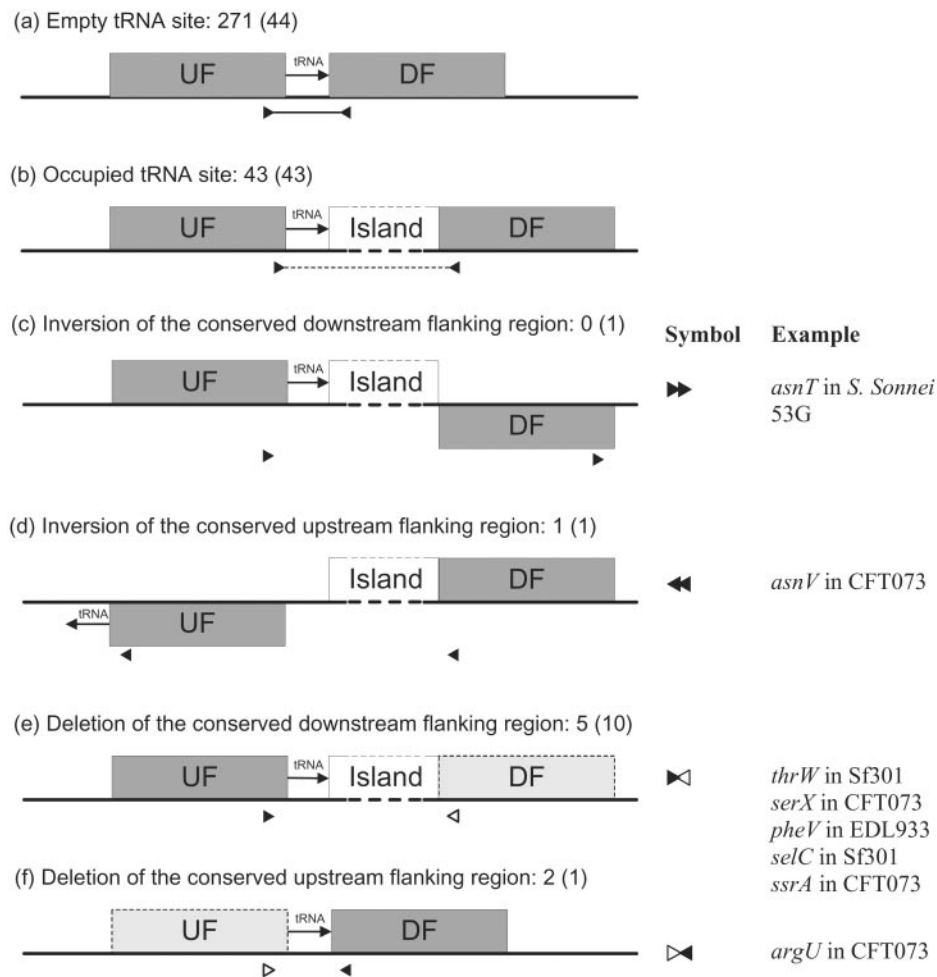 (a) Empty tRNA site: 271 (44)
UF tRNA DF
(b) Occupied tRNA site: 43 (43)
UF tRNA Island DF
(c) Inversion of the conserved downstream flanking region: 0 (1)
Symbol Example
UF tRNA Island
DF
asnT in S. Sonnei
53G
(d) Inversion of the conserved upstream flanking region: 1 (1)
Island DF
asnV in CFT073
tRNA UF
(e) Deletion of the conserved downstream flanking region: 5 (10)
UF tRNA Island DF
thrW in Sf301
serX in CFT073
pheV in EDL933
selC in Sf301
ssrA in CFT073
(f) Deletion of the conserved upstream flanking region: 2 (1)
UF tRNA DF
argU in CFT073